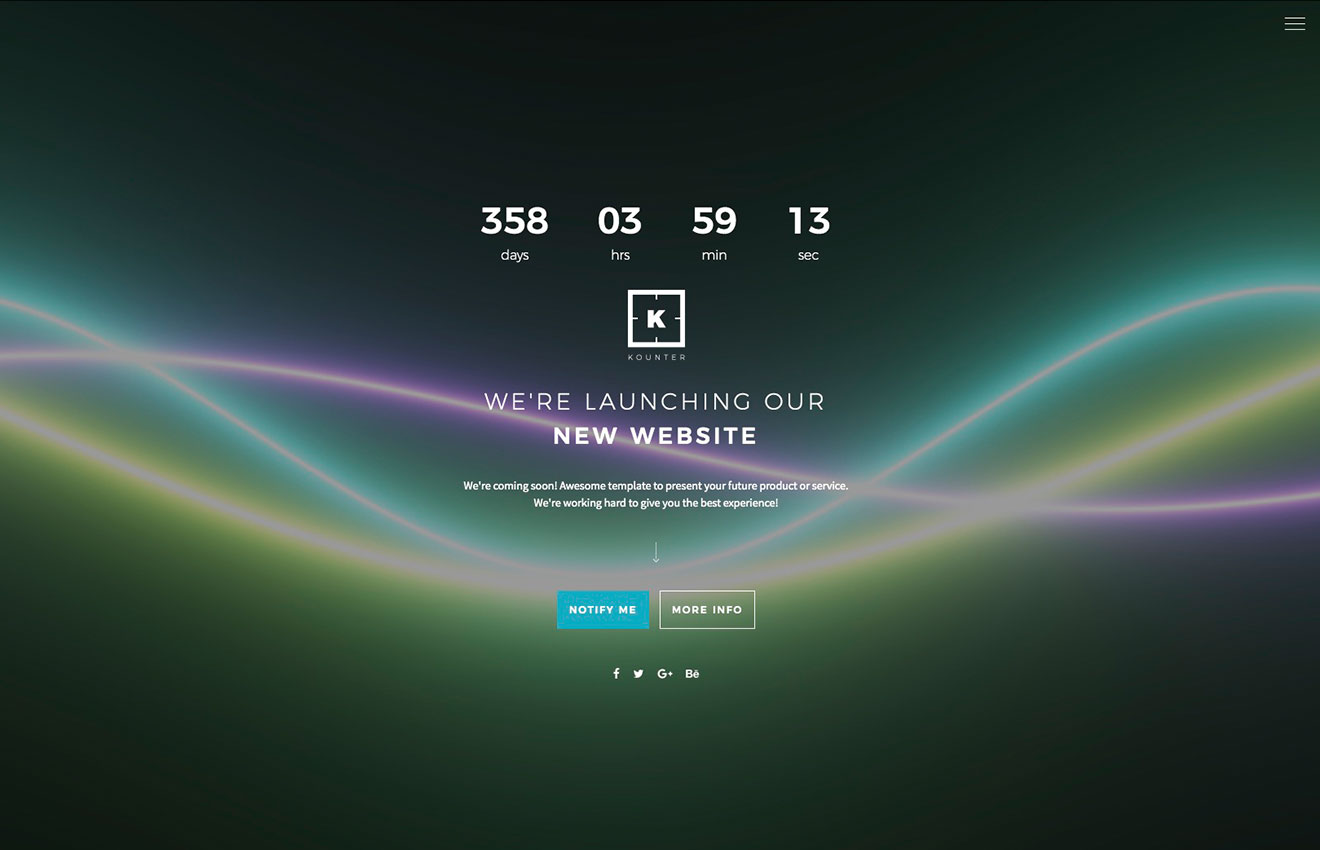 358 03 59 13
days hrs min sec
K
KOUNTER
WE'RE LAUNCHING OUR
NEW WEBSITE
We're coming soon! Awesome template to present your future product or service.
We're working hard to give you the best experience!
NOTIFY ME MORE INFO
f G+ Bē